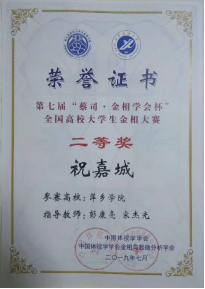 荣誉证书
第七届“蔡司·金相学会杯”
全国高校大学生金相大赛
二等奖
祝嘉城
参赛高校：萍乡学院
指导教师：彭康亮 宋杰光
中国体视学学会
中国体视学学会金相与显微分析学会
二〇一九年七月